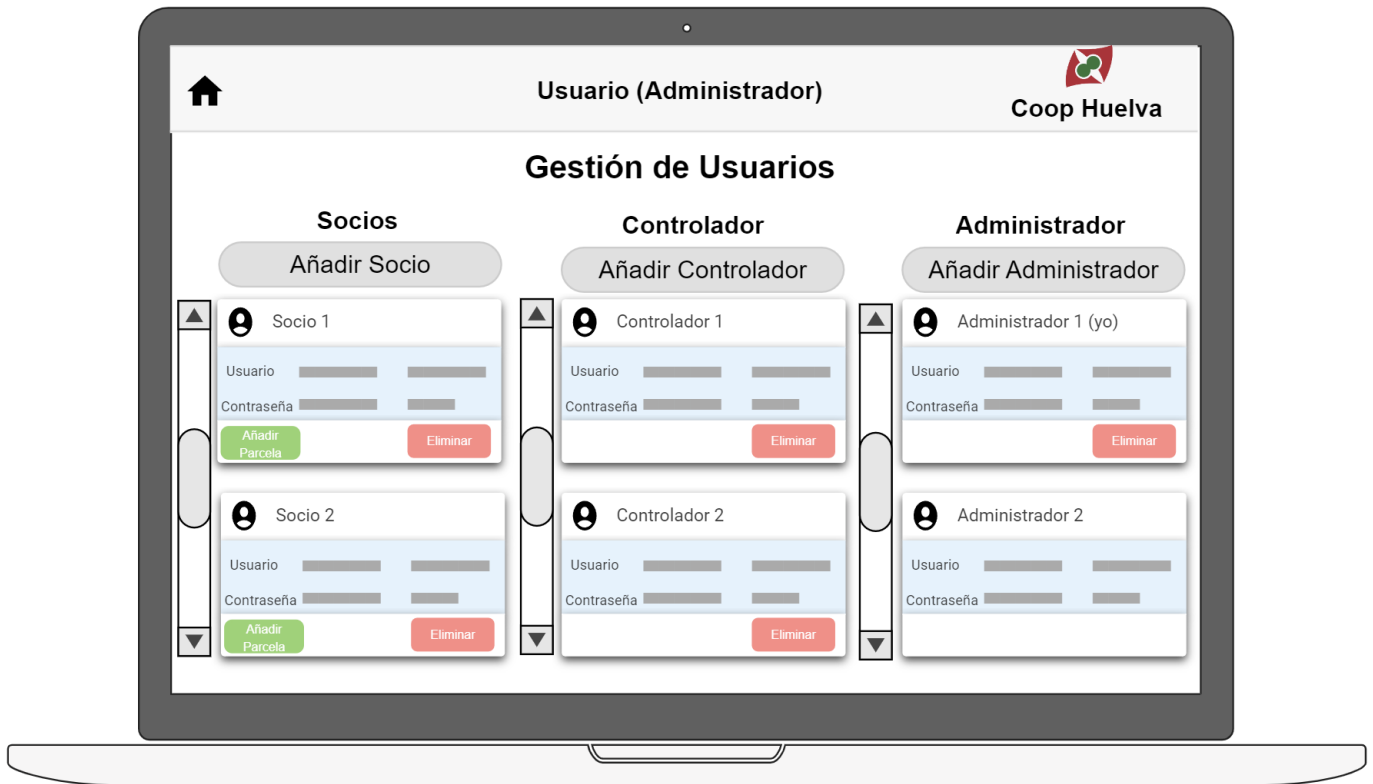 Usuario (Administrador)
Coop Huelva
Gestión de Usuarios
Socios
Añadir Socio
Socio 1
Usuario
Contraseña
Añadir
Parcela
Eliminar
Socio 2
Usuario
Contraseña
Añadir
Parcela
Eliminar
Controlador
Añadir Controlador
Controlador 1
Usuario
Contraseña
Eliminar
Controlador 2
Usuario
Contraseña
Eliminar
Administrador
Añadir Administrador
Administrador 1 (yo)
Usuario
Contraseña
Eliminar
Administrador 2
Usuario
Contraseña